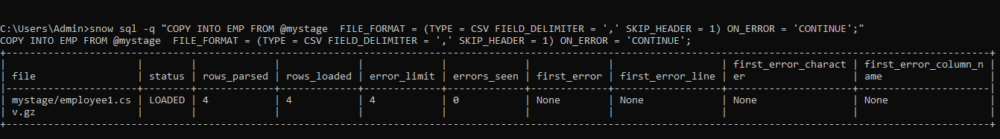 C:\Users\Admin>snow sql -q "COPY INTO EMP FROM @mystage  FILE_FORMAT = (TYPE = CSV FIELD_DELIMITER = ',' SKIP_HEADER = 1) ON_ERROR = 'CONTINUE';"
COPY INTO EMP FROM @mystage  FILE_FORMAT = (TYPE = CSV FIELD_DELIMITER = ',' SKIP_HEADER = 1) ON_ERROR = 'CONTINUE';
first_error_charact | first_error_column_n
file | status | rows_parsed | rows_loaded | error_limit | errors_seen | first_error | first_error_line | er | ame
mystage/employee1.cs | LOADED | 4 | 4 | 4 | 0 | None | None | None | None
v.gz